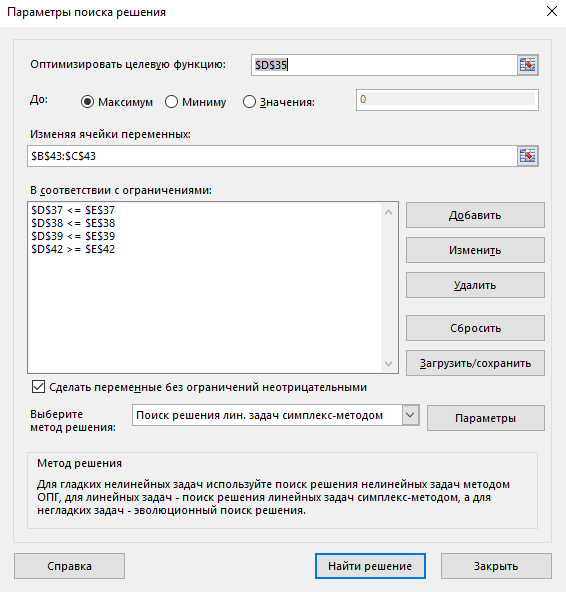 Параметры поиска решения
Оптимизировать целевую функцию: $D$35
До: Максимум Миниму Значения: 0
Изменяя ячейки переменных:
$B$43:$C$43
В соответствии с ограничениями:
$D$37 <= $E$37
$D$38 <= $E$38
$D$39 <= $E$39
$D$42 >= $E$42
Добавить
Изменить
Удалить
Сбросить
Загрузить/сохранить
Сделать переменные без ограничений неотрицательными
Выберите
метод решения:
Поиск решения лин. задач симплекс-методом
Параметры
Метод решения
Для гладких нелинейных задач используйте поиск решения нелинейных задач методом
ОПГ, для линейных задач - поиск решения линейных задач симплекс-методом, а для
негладких задач - эволюционный поиск решения.
Справка
Найти решение
Закрыть